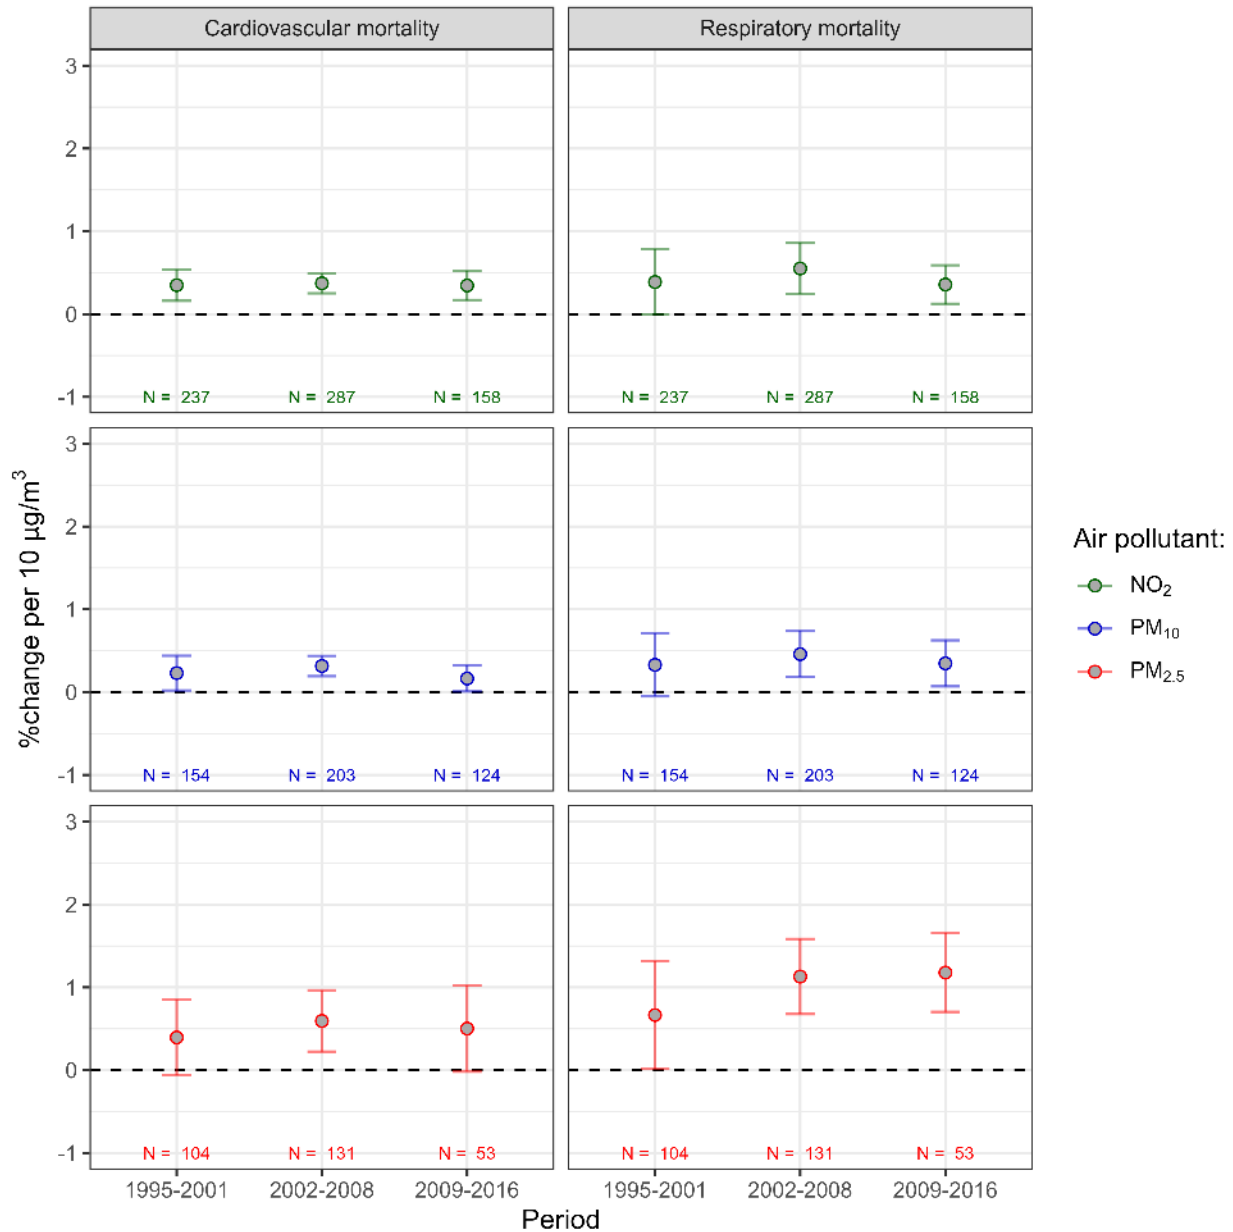 Cardiovascular mortality
Respiratory mortality
3
2
1
0
-1
N = 237
N = 287
N = 158
N = 237
N = 287
N = 158
3
2
1
0
-1
N = 154
N = 203
N = 124
N = 154
N = 203
N = 124
3
2
1
0
-1
N = 104
N = 131
N = 53
N = 104
N = 131
N = 53
1995-2001
2002-2008
2009-2016
1995-2001
2002-2008
2009-2016
Period
%change per 10 µg/m³
Air pollutant:
NO₂
PM₁₀
PM₂.₅